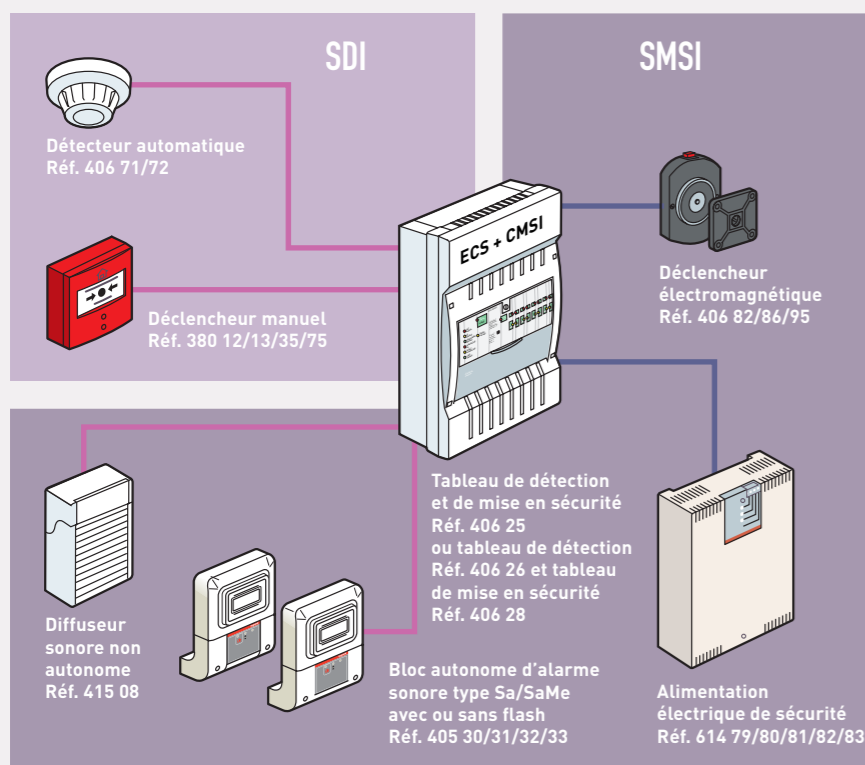 SDI
SMSI
Détecteur automatique
Réf. 406 71/72
ECS + CMSI
Déclencheur manuel
Réf. 380 12/13/35/75
Déclencheur
électromagnétique
Réf. 406 82/86/95
Tableau de détection
et de mise en sécurité
Réf. 406 25
ou tableau de détection
Réf. 406 26 et tableau
de mise en sécurité
Réf. 406 28
Diffuseur
sonore non
autonome
Réf. 415 08
Bloc autonome d'alarme
sonore type Sa/SaMe
avec ou sans flash
Réf. 405 30/31/32/33
Alimentation
électrique de sécurité
Réf. 614 79/80/81/82/83